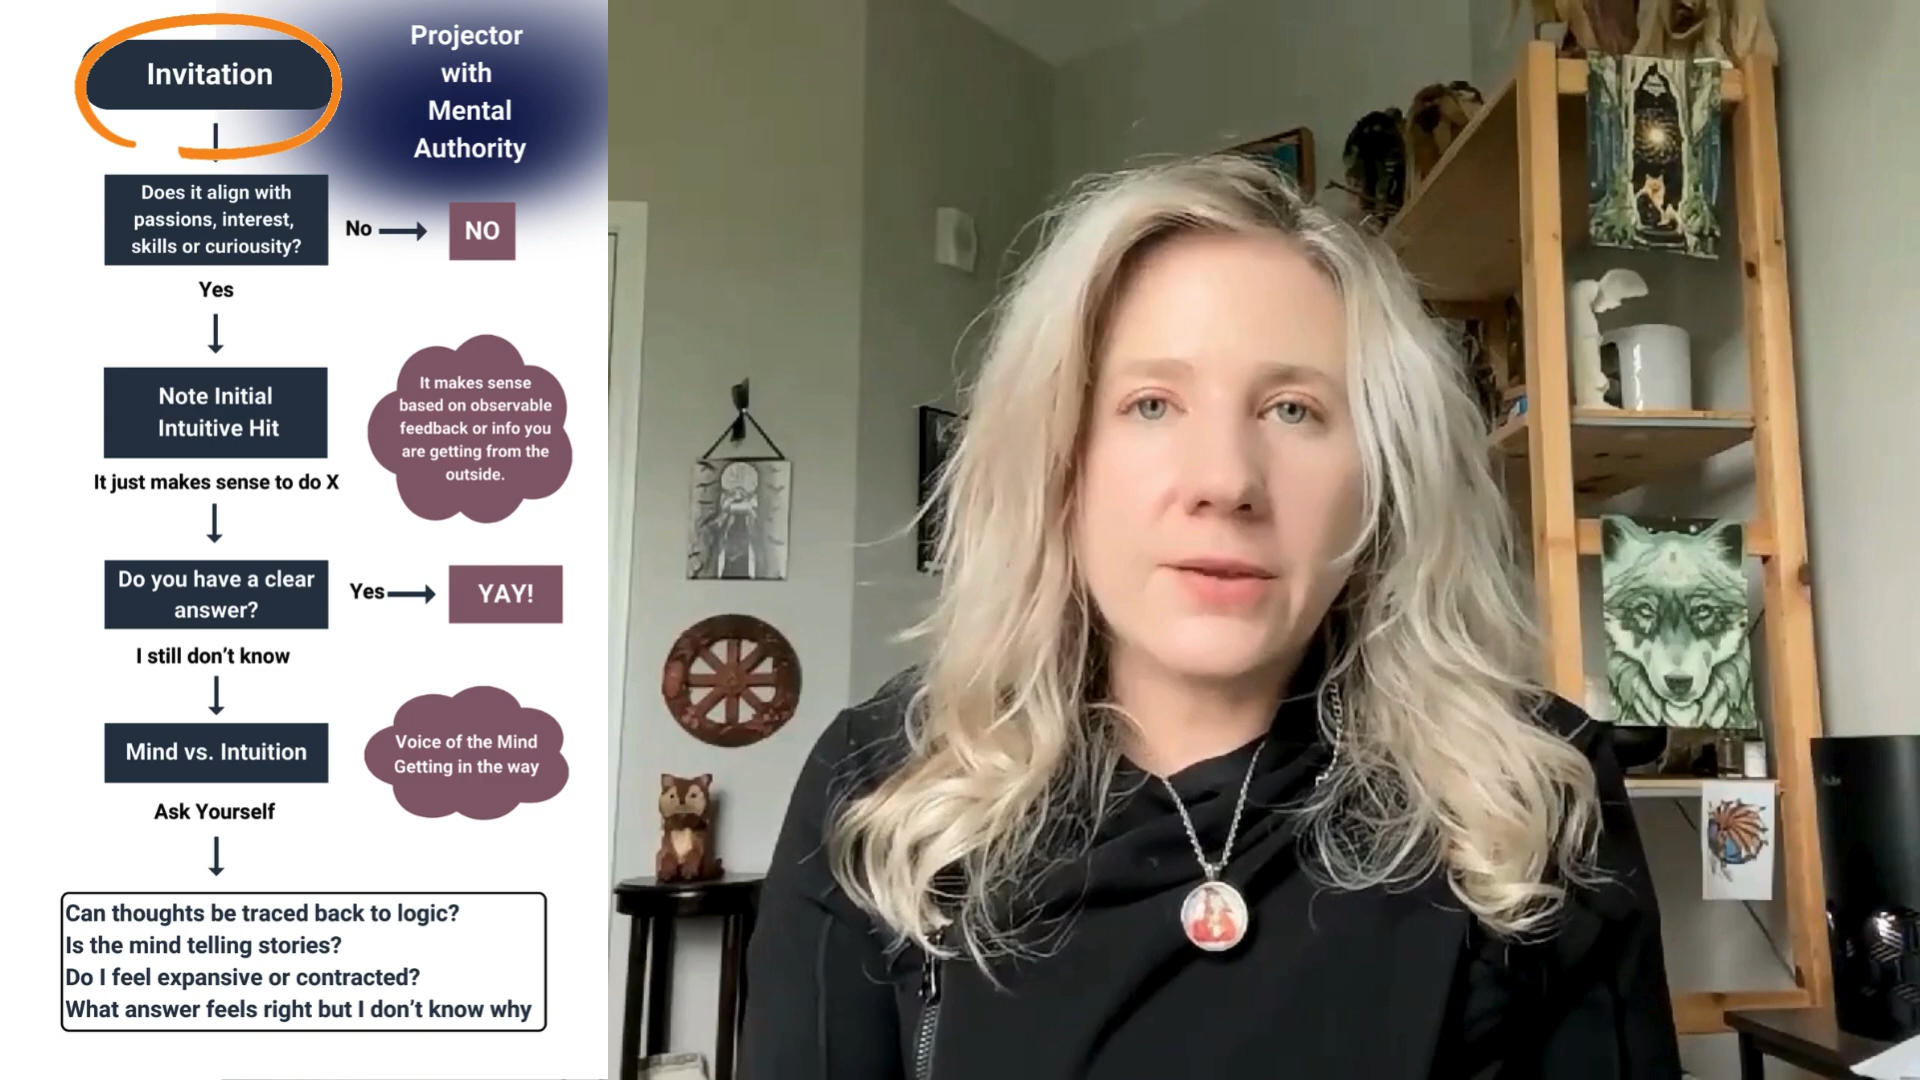 Invitation
Projector
with
Mental
Authority
Does it align with
passions, interest,
skills or curiousity?
No
NO
Yes
Note Initial
Intuitive Hit
It makes sense
based on observable
feedback or info you
are getting from the
outside.
It just makes sense to do X
Do you have a clear
answer?
Yes
YAY!
I still don't know
Mind vs. Intuition
Voice of the Mind
Getting in the way
Ask Yourself
Can thoughts be traced back to logic?
Is the mind telling stories?
Do I feel expansive or contracted?
What answer feels right but I don't know why